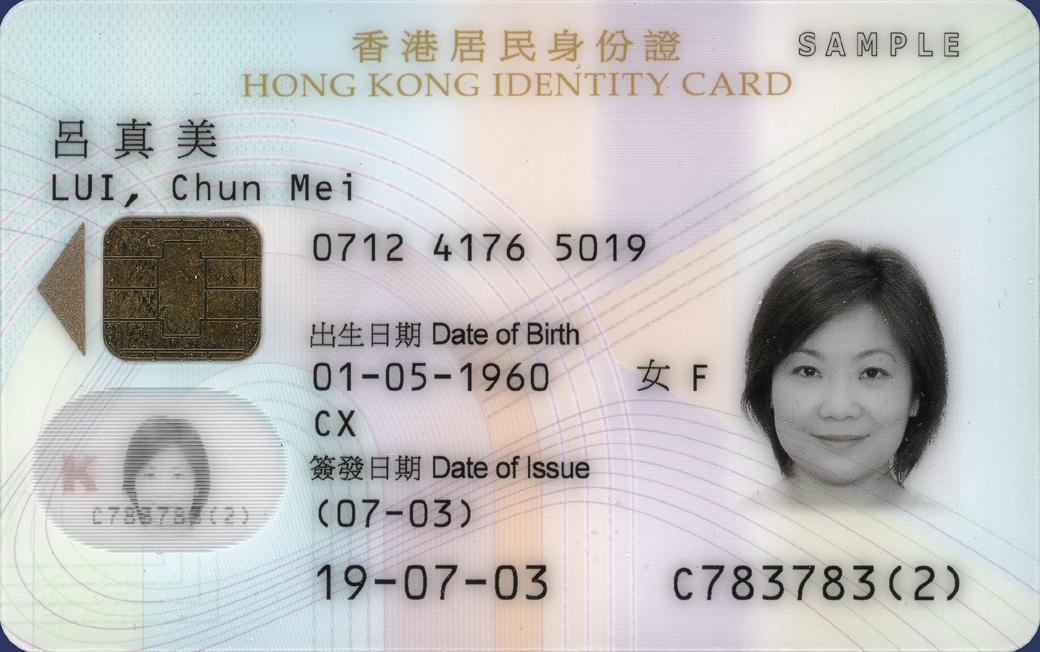 香港居民身份證
SAMPLE
HONG KONG IDENTITY CARD
呂真美
LUI, Chun Mei
0712 4176 5019
出生日期 Date of Birth
01-05-1960
女 F
CX
簽發日期 Date of Issue
(07-03)
K
C783783(2)
19-07-03
C783783(2)